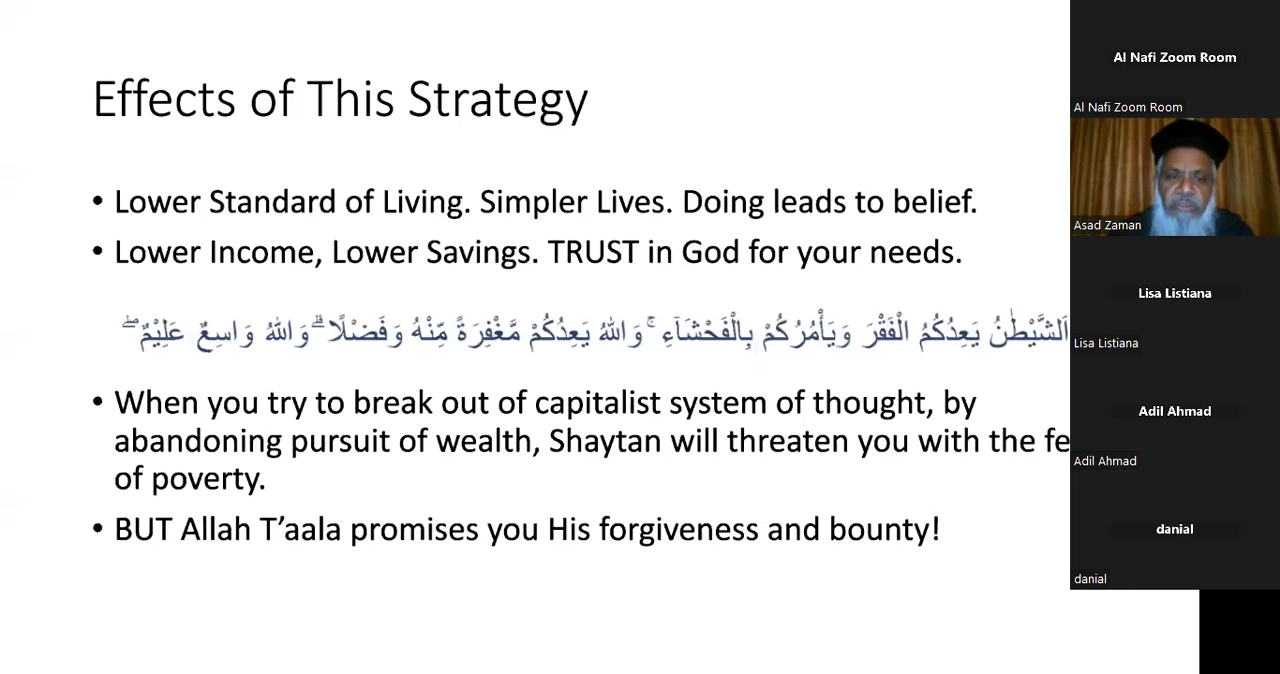 Effects of This Strategy
• Lower Standard of Living. Simpler Lives. Doing leads to belief.
• Lower Income, Lower Savings. TRUST in God for your needs.
اَلشَّيْطٰنُ يَعِدُكُمُ الْفَقْرَ وَيَأْمُرُكُمْ بِالْفَحْشَآءِ ۚ وَاللّٰهُ يَعِدُكُمْ مَّغْفِرَةً مِّنْهُ وَفَضْلًا ۗ وَاللّٰهُ وَاسِعٌ عَلِيْمٌ ۖ
• When you try to break out of capitalist system of thought, by
abandoning pursuit of wealth, Shaytan will threaten you with the fe
of poverty.
• BUT Allah T’aala promises you His forgiveness and bounty!
Al Nafi Zoom Room
Al Nafi Zoom Room
Asad Zaman
Lisa Listiana
Lisa Listiana
Adil Ahmad
Adil Ahmad
danial
danial